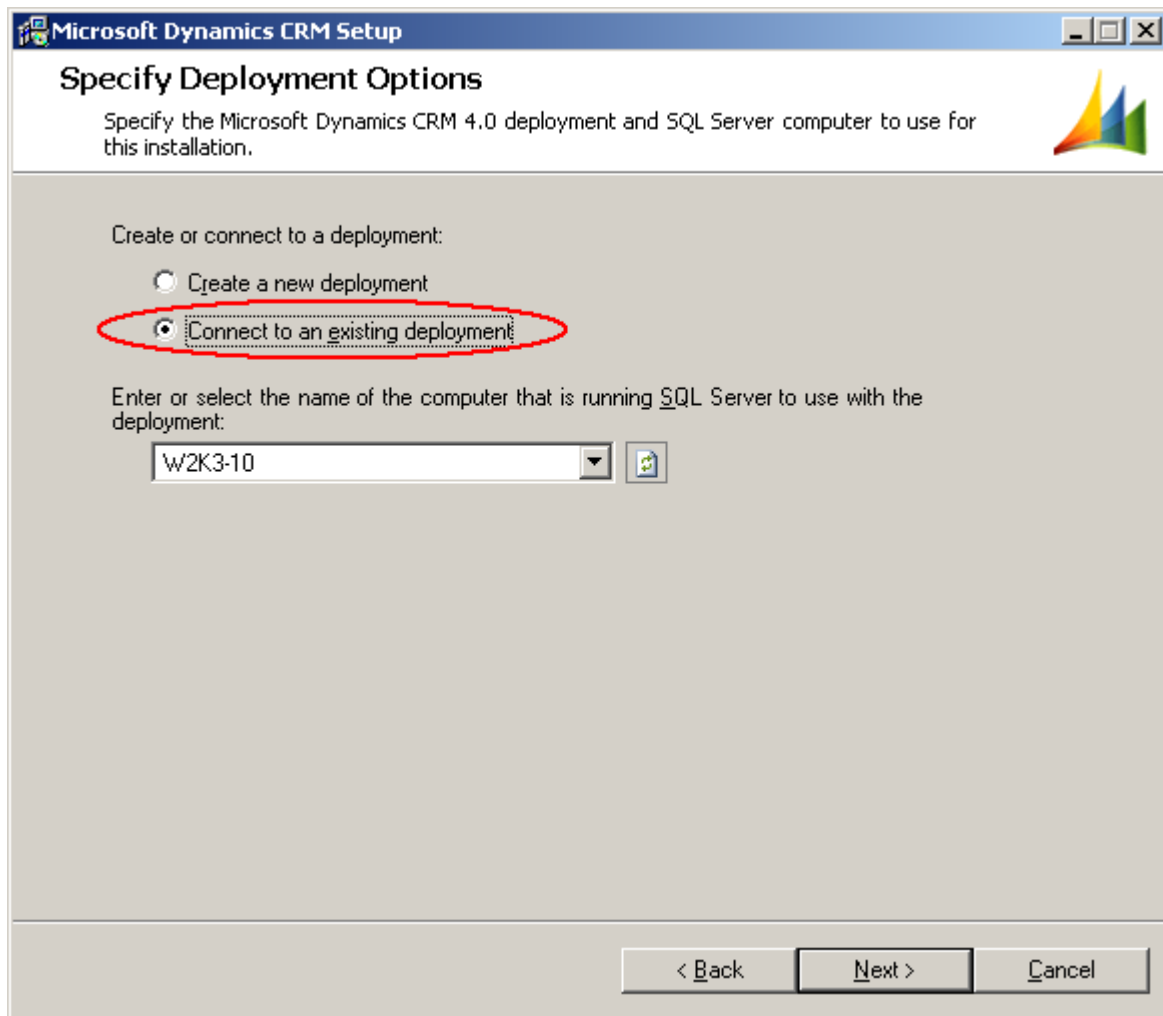 Microsoft Dynamics CRM Setup
Specify Deployment Options
Specify the Microsoft Dynamics CRM 4.0 deployment and SQL Server computer to use for
this installation.
Create or connect to a deployment:
Create a new deployment
Connect to an existing deployment
Enter or select the name of the computer that is running SQL Server to use with the
deployment:
W2K3-10
< Back
Next >
Cancel